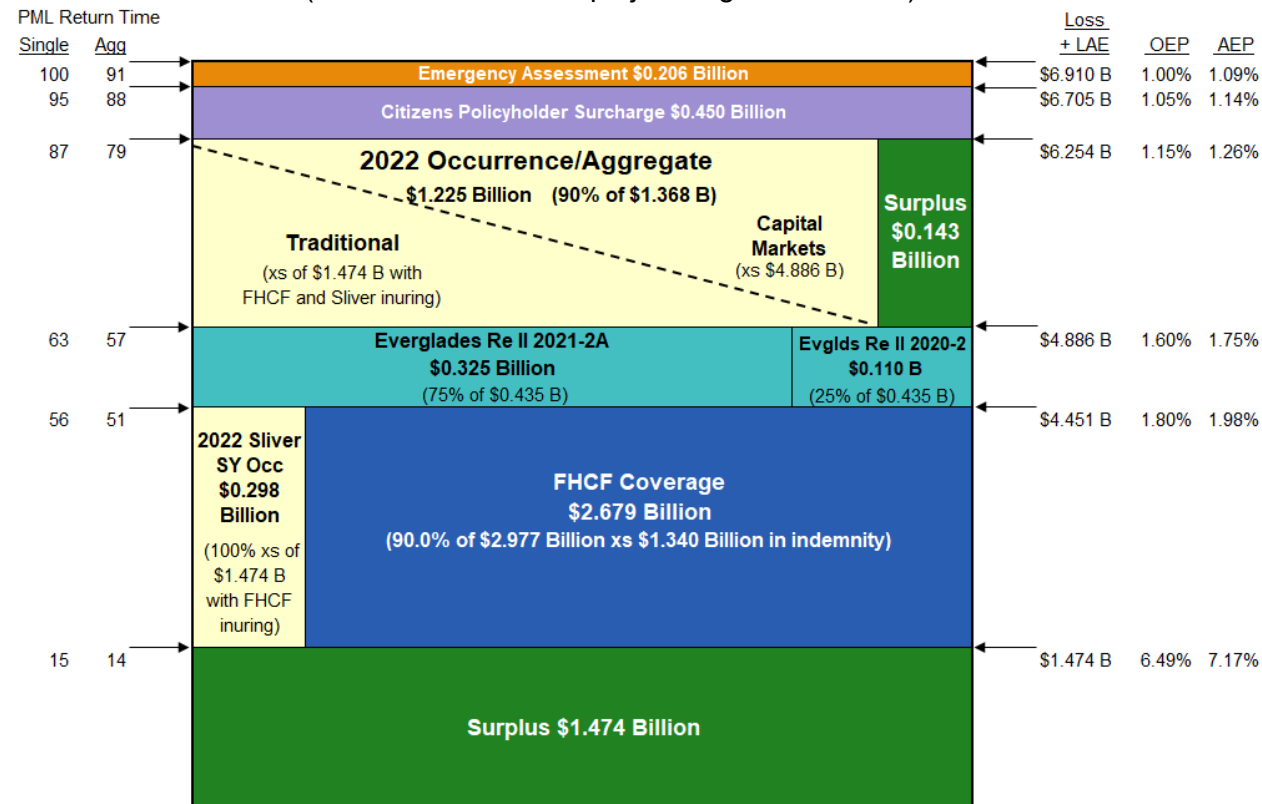 PML Return Time
Single Agg
Loss
+ LAE OEP AEP
100 91
Emergency Assessment $0.206 Billion
$6.910 B 1.00% 1.09%
95 88
Citizens Policyholder Surcharge $0.450 Billion
$6.705 B 1.05% 1.14%
87 79
2022 Occurrence/Aggregate
$1.225 Billion (90% of $1.368 B)
Traditional
(xs of $1.474 B with
FHCF and Sliver inuring)
Capital
Markets
(xs $4.886 B)
Surplus
$0.143
Billion
$6.254 B 1.15% 1.26%
63 57
Everglades Re II 2021-2A
$0.325 Billion
(75% of $0.435 B)
Evglds Re II 2020-2
$0.110 B
(25% of $0.435 B)
$4.886 B 1.60% 1.75%
56 51
2022 Sliver
SY Occ
$0.298
Billion
(100% xs of
$1.474 B
with FHCF
inuring)
FHCF Coverage
$2.679 Billion
(90.0% of $2.977 Billion xs $1.340 Billion in indemnity)
$4.451 B 1.80% 1.98%
15 14
Surplus $1.474 Billion
$1.474 B 6.49% 7.17%